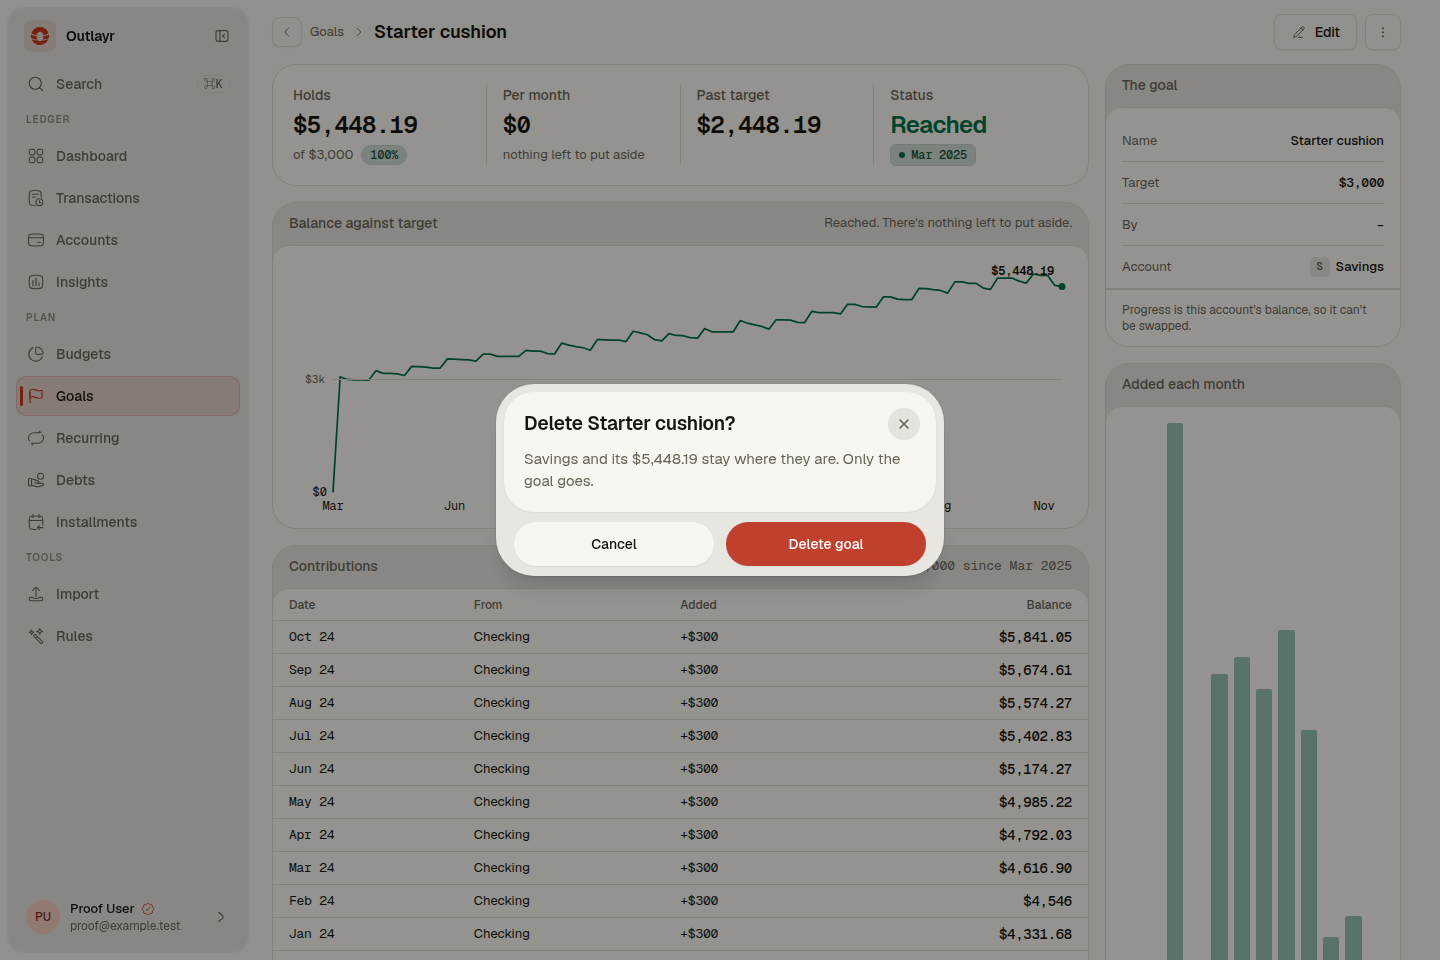 Outlayr
Search
⌘K
LEDGER
Dashboard
Transactions
Accounts
Insights
PLAN
Budgets
Goals
Recurring
Debts
Installments
TOOLS
Import
Rules
PU
Proof User
proof@example.test
Goals
Starter cushion
Edit
Holds
$5,448.19
of $3,000 100%
Per month
$0
nothing left to put aside
Past target
$2,448.19
Status
Reached
Mar 2025
Balance against target
Reached. There's nothing left to put aside.
$5,448.19
$3k
$0
Mar
Jun
Nov
Delete Starter cushion?
Savings and its $5,448.19 stay where they are. Only the
goal goes.
Cancel
Delete goal
Contributions
000 since Mar 2025
Date From Added Balance
Oct 24 Checking +$300 $5,841.05
Sep 24 Checking +$300 $5,674.61
Aug 24 Checking +$300 $5,574.27
Jul 24 Checking +$300 $5,402.83
Jun 24 Checking +$300 $5,174.27
May 24 Checking +$300 $4,985.22
Apr 24 Checking +$300 $4,792.03
Mar 24 Checking +$300 $4,616.90
Feb 24 Checking +$300 $4,546
Jan 24 Checking +$300 $4,331.68
The goal
Name Starter cushion
Target $3,000
By –
Account S Savings
Progress is this account's balance, so it can't
be swapped.
Added each month